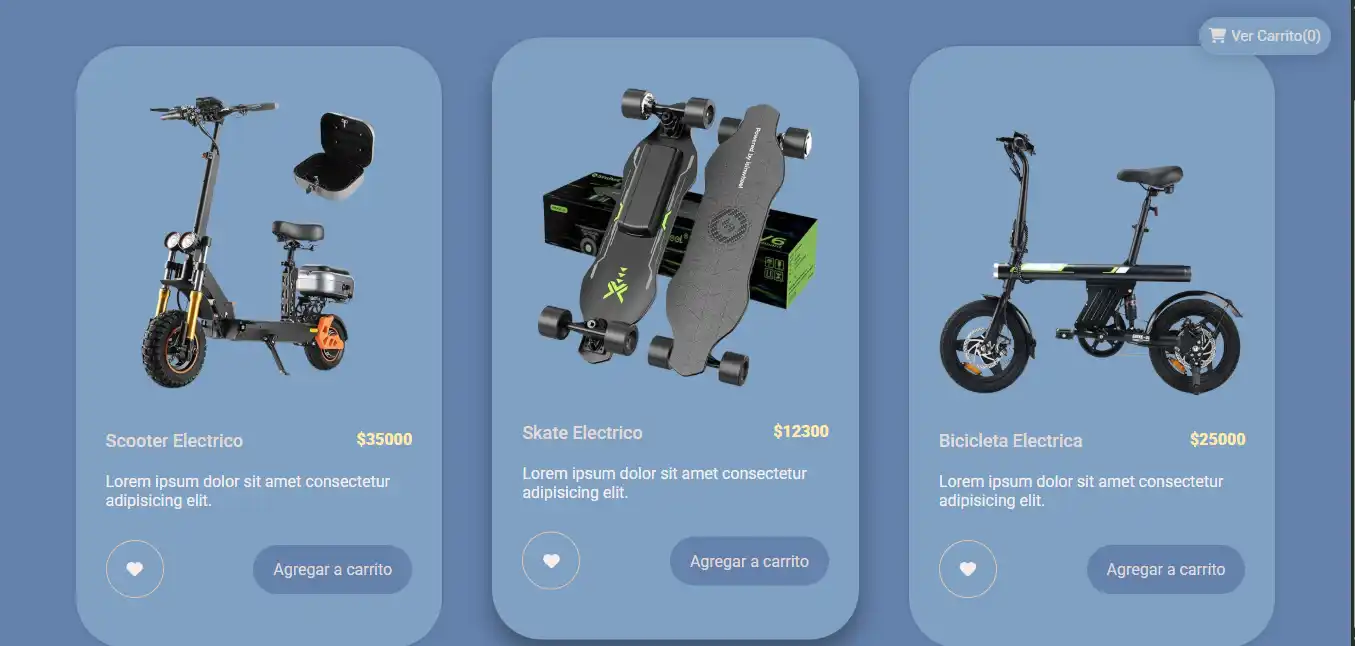 Ver Carrito(0)
Scooter Electrico
$35000
Lorem ipsum dolor sit amet consectetur
adipisicing elit.
Agregar a carrito
V6
Skate Electrico
$12300
Lorem ipsum dolor sit amet consectetur
adipisicing elit.
Agregar a carrito
Bicicleta Electrica
$25000
Lorem ipsum dolor sit amet consectetur
adipisicing elit.
Agregar a carrito